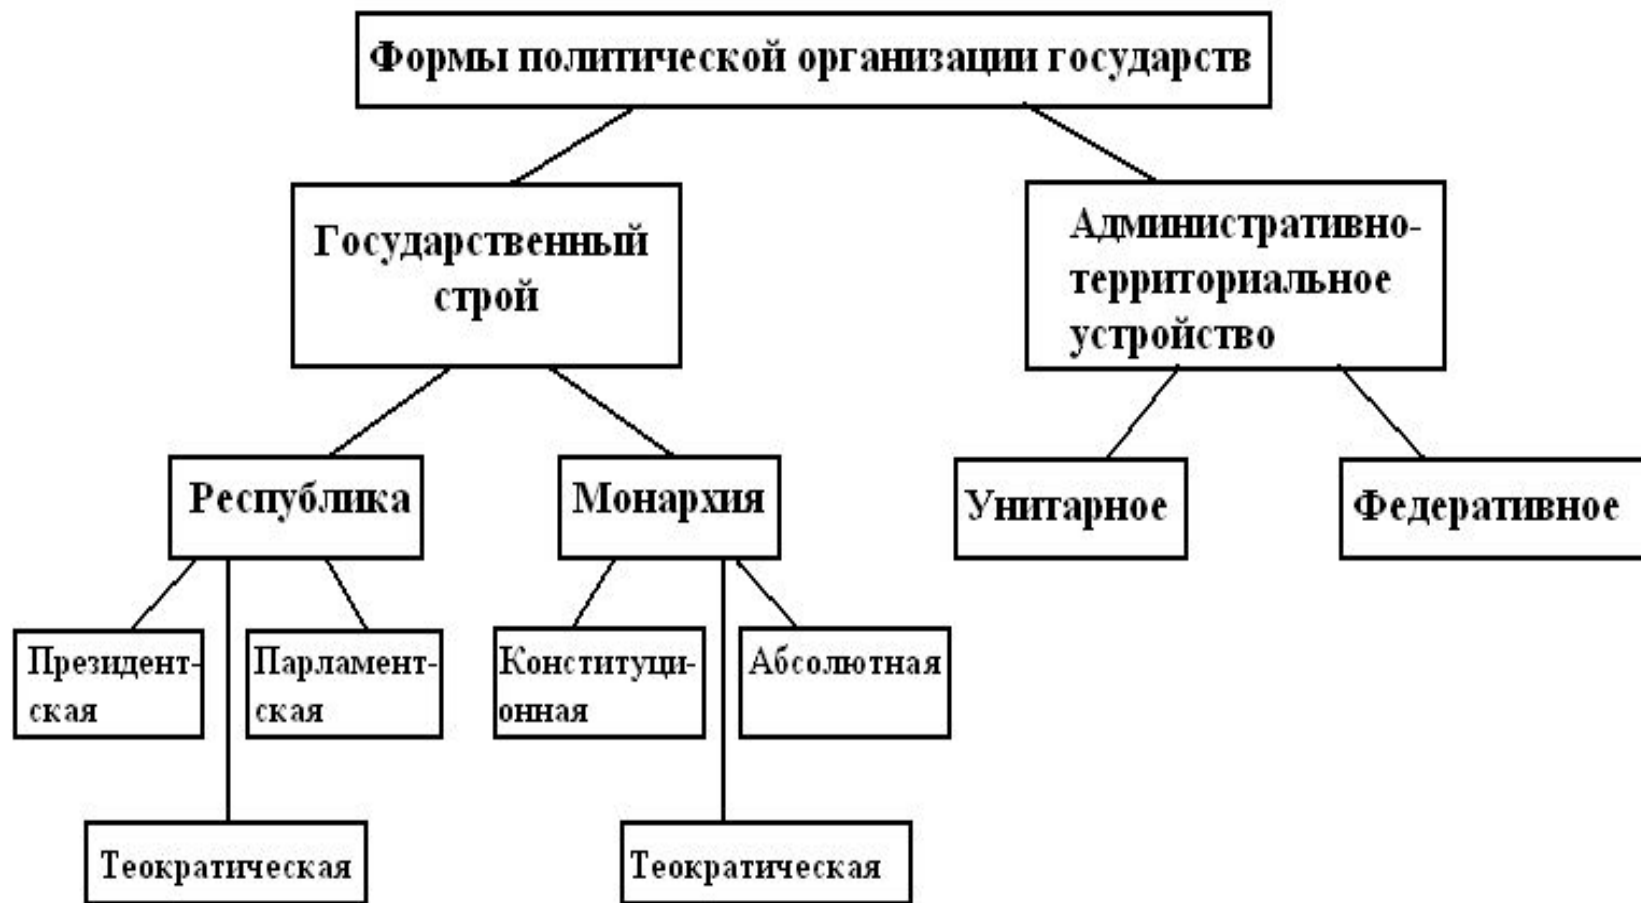 Формы политической организации государств
Государственный
строй
Административно-
территориальное
устройство
Республика
Монархия
Унитарное
Федеративное
Президент-
ская
Парламент-
ская
Конституци-
онная
Абсолютная
Теократическая
Теократическая